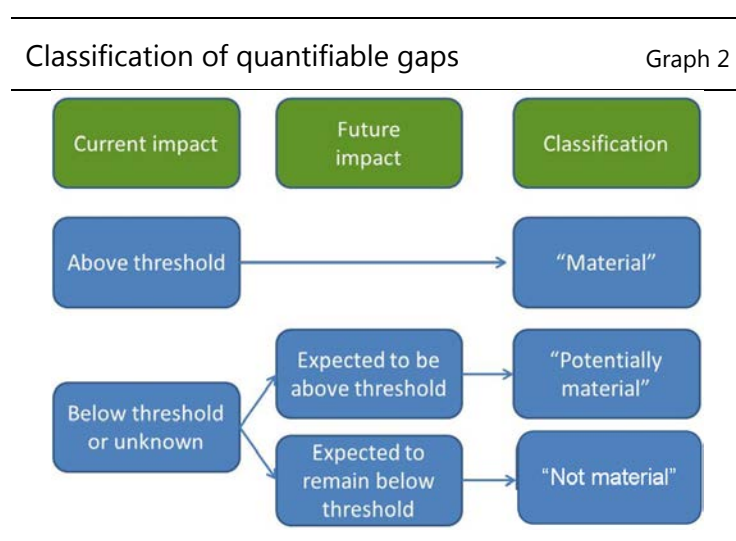 Classification of quantifiable gaps
Graph 2
Current impact
Future
impact
Classification
Above threshold
“Material”
Below threshold
or unknown
Expected to be
above threshold
“Potentially
material”
Expected to
remain below
threshold
“Not material”